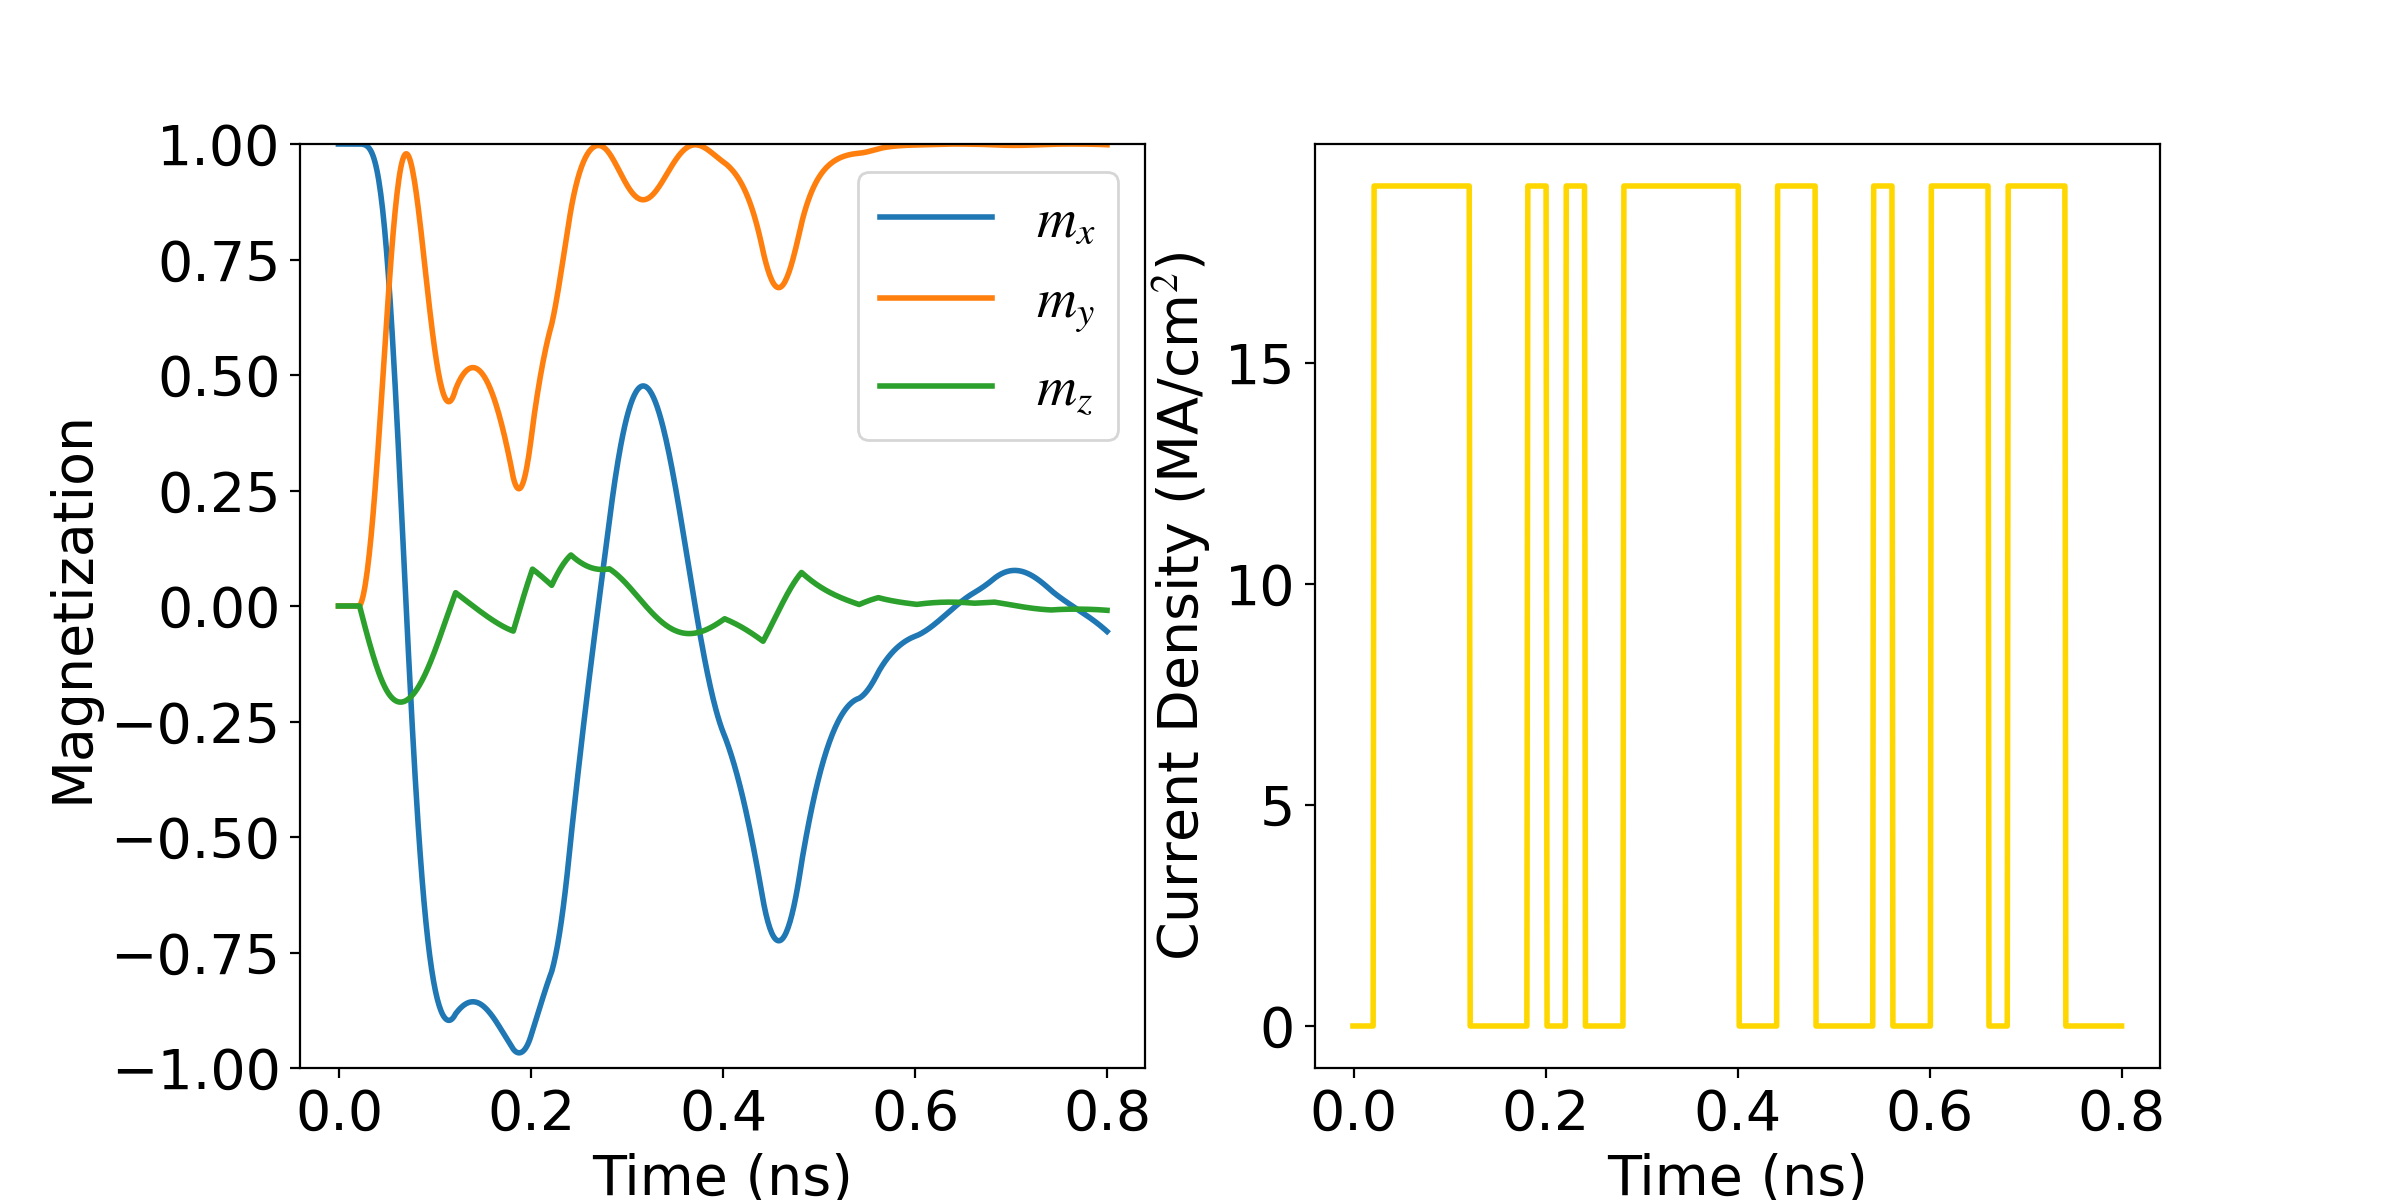 Magnetization
1.00
0.75
0.50
0.25
0.00
−0.25
−0.50
−0.75
−1.00
0.0 0.2 0.4 0.6 0.8
Time (ns)
m_x
m_y
m_z
Current Density (MA/cm²)
15
10
5
0
0.0 0.2 0.4 0.6 0.8
Time (ns)